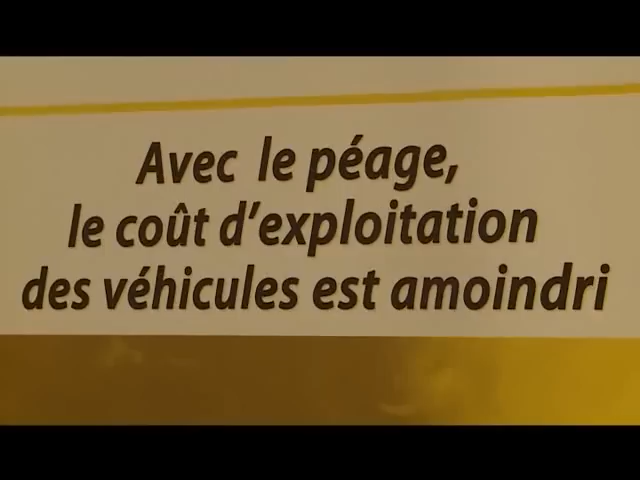 Avec le péage,
le coût d'exploitation
des véhicules est amoindri